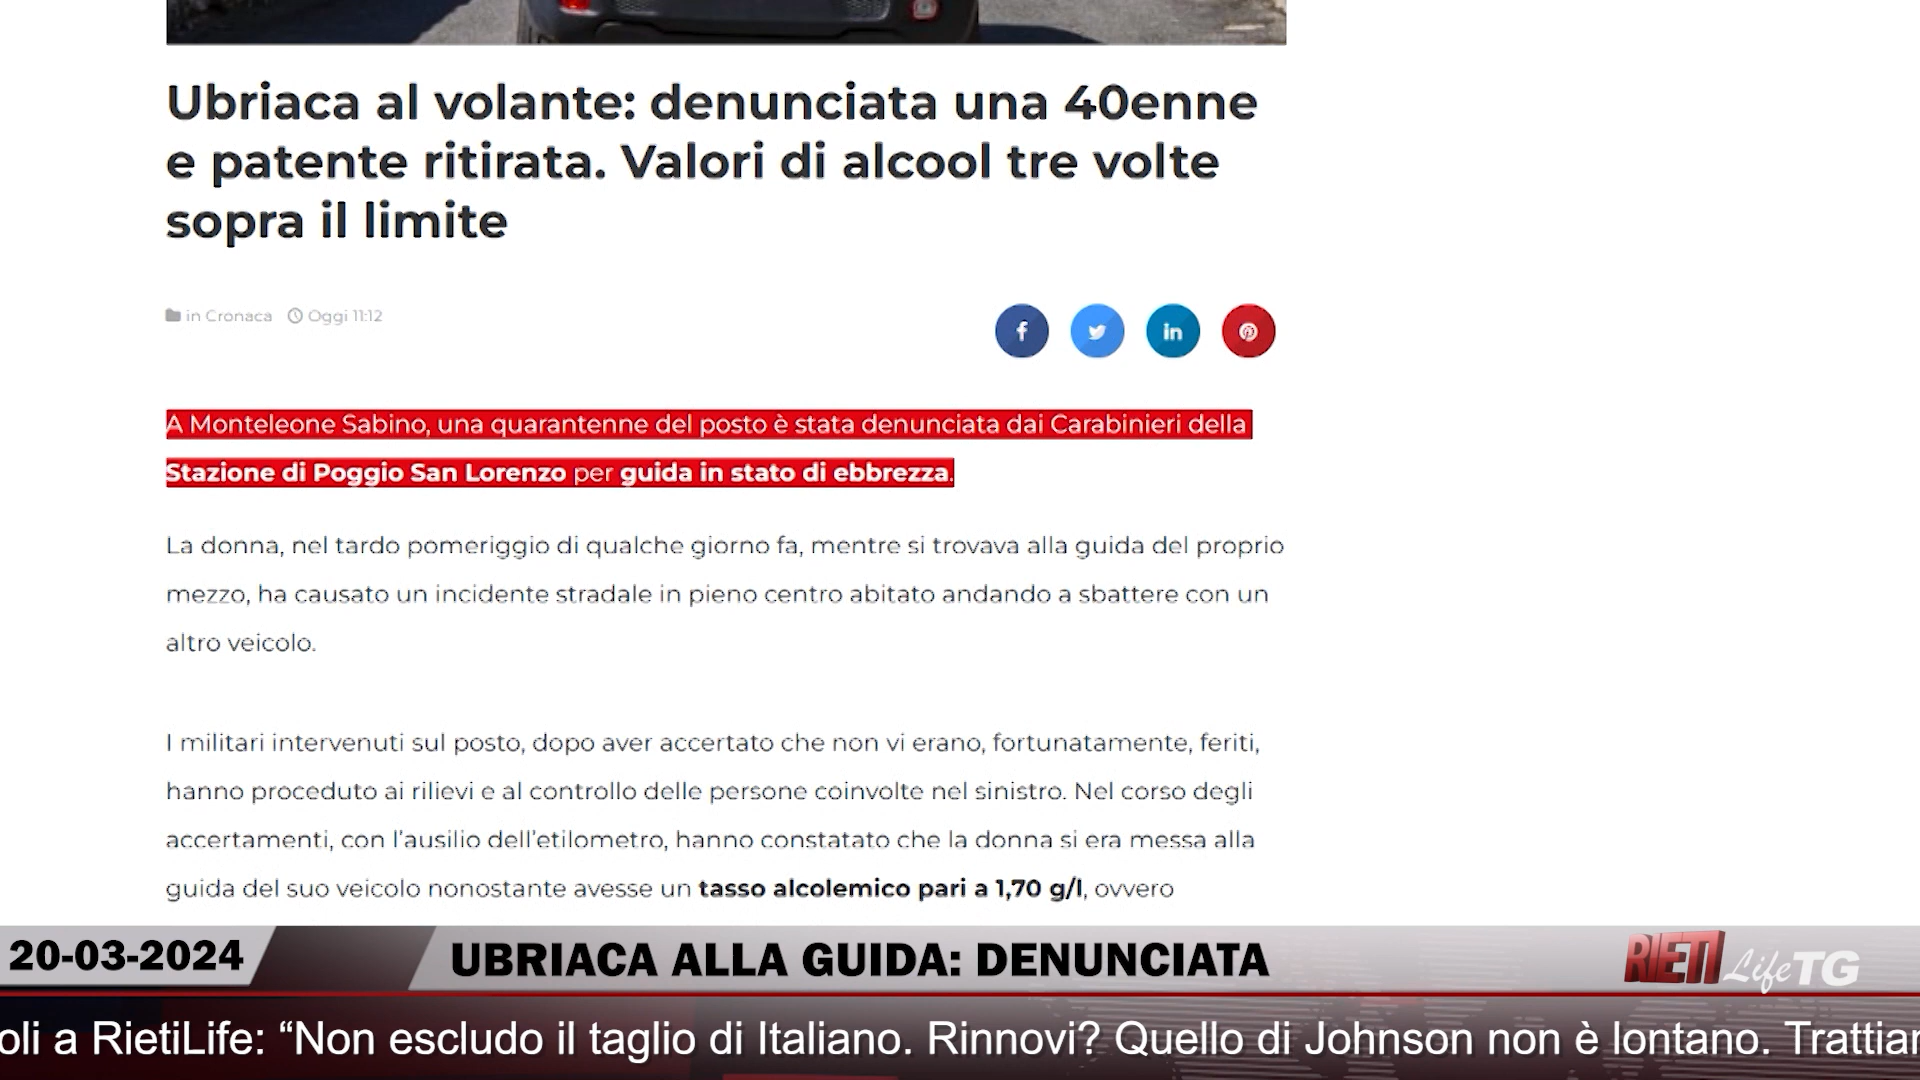 Ubriaca al volante: denunciata una 40enne
e patente ritirata. Valori di alcool tre volte
sopra il limite
in Cronaca Oggi 11:12
A Monteleone Sabino, una quarantenne del posto è stata denunciata dai Carabinieri della
Stazione di Poggio San Lorenzo per guida in stato di ebbrezza.
La donna, nel tardo pomeriggio di qualche giorno fa, mentre si trovava alla guida del proprio
mezzo, ha causato un incidente stradale in pieno centro abitato andando a sbattere con un
altro veicolo.
I militari intervenuti sul posto, dopo aver accertato che non vi erano, fortunatamente, feriti,
hanno proceduto ai rilievi e al controllo delle persone coinvolte nel sinistro. Nel corso degli
accertamenti, con l'ausilio dell'etilometro, hanno constatato che la donna si era messa alla
guida del suo veicolo nonostante avesse un tasso alcolemico pari a 1,70 g/l, ovvero
20-03-2024 UBRIACA ALLA GUIDA: DENUNCIATA RIETI Life TG
oli a RietiLife: “Non escludo il taglio di Italiano. Rinnovi? Quello di Johnson non è lontano. Trattiam